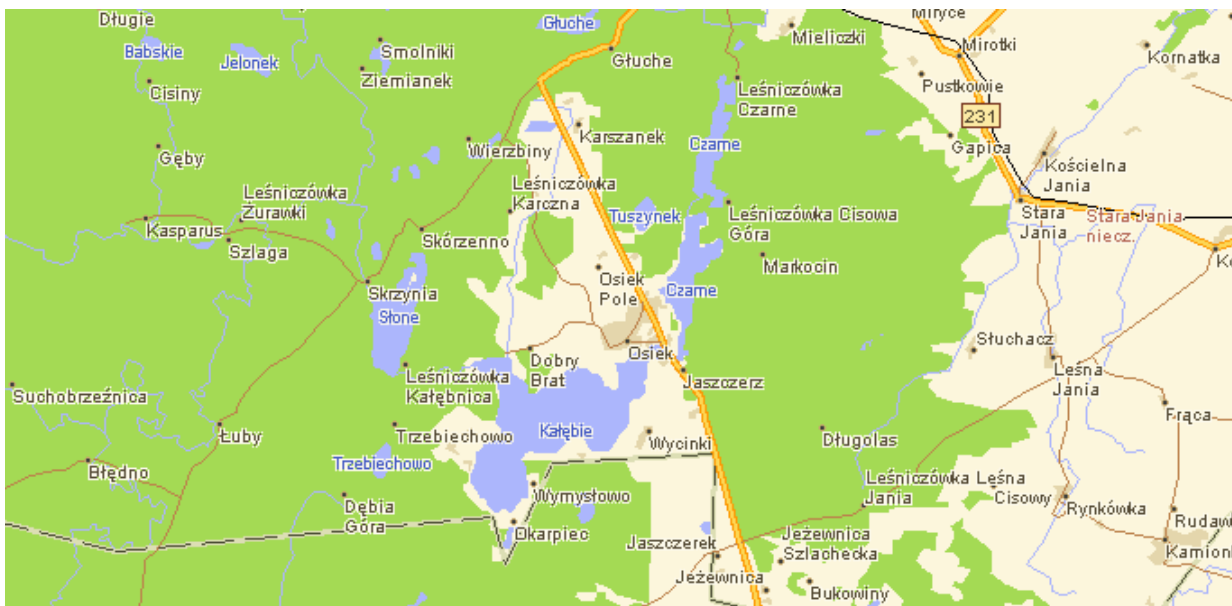 Długie
Babskie
Smolniki
Jelonek
Ziemianek
Cisiny
Głuche
Głuche
Mieliczki
Miryce
Mirotki
Kornatka
Pustkowie
Leśniczówka
Czarne
231
Karszanek
Gapica
Wierzbiny
Czarne
Gęby
Kościelna
Jania
Leśniczówka
Karczna
Leśniczówka
Żurawki
Kasparus
Szlaga
Skórzenno
Tuszynek
Leśniczówka Cisowa
Góra
Stara
Jania
Stara Jania
niecz.
Markocin
Osiek
Pole
Skrzynia
Czarne
Słone
Osiek
Słuchacz
Dobry
Brat
Leśniczówka
Kałębnica
Jaszczerz
Leśna
Jania
Suchobrzeźnica
Frąca
Łuby
Trzebiechowo
Kałębie
Wycinki
Długolas
Trzebiechowo
Błędno
Leśniczówka Leśna
Jania
Cisowy
Dębia
Góra
Wymysłowo
Rynkówka
Okarpiec
Rudaw
Jaszczerek
Jeżewnica
Szlachecka
Kamion
Jeżewnica
Bukowiny